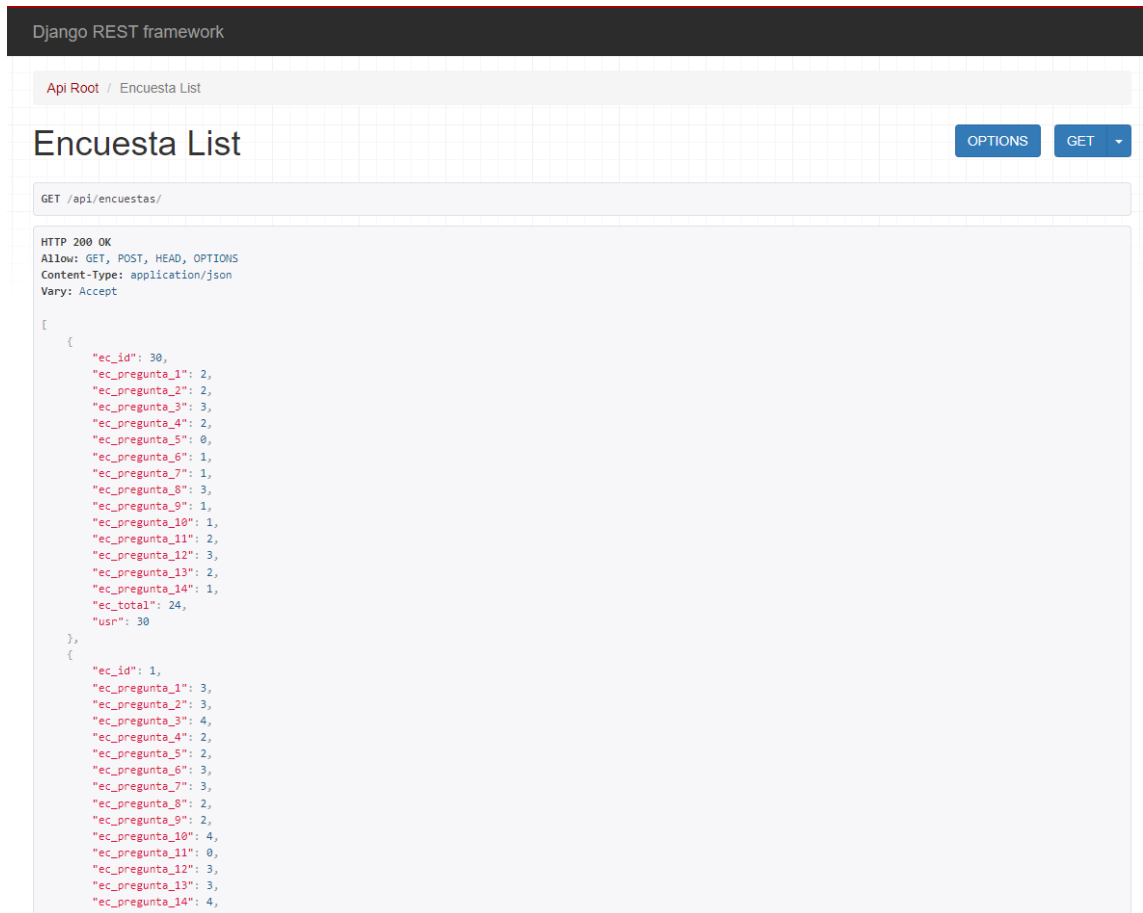 Django REST framework
Api Root / Encuesta List
Encuesta List
OPTIONS GET
GET /api/encuestas/
HTTP 200 OK
Allow: GET, POST, HEAD, OPTIONS
Content-Type: application/json
Vary: Accept
[
{
"ec_id": 30,
"ec_pregunta_1": 2,
"ec_pregunta_2": 2,
"ec_pregunta_3": 3,
"ec_pregunta_4": 2,
"ec_pregunta_5": 0,
"ec_pregunta_6": 1,
"ec_pregunta_7": 1,
"ec_pregunta_8": 3,
"ec_pregunta_9": 1,
"ec_pregunta_10": 1,
"ec_pregunta_11": 2,
"ec_pregunta_12": 3,
"ec_pregunta_13": 2,
"ec_pregunta_14": 1,
"ec_total": 24,
"usr": 30
},
{
"ec_id": 1,
"ec_pregunta_1": 3,
"ec_pregunta_2": 3,
"ec_pregunta_3": 4,
"ec_pregunta_4": 2,
"ec_pregunta_5": 2,
"ec_pregunta_6": 3,
"ec_pregunta_7": 3,
"ec_pregunta_8": 2,
"ec_pregunta_9": 2,
"ec_pregunta_10": 4,
"ec_pregunta_11": 0,
"ec_pregunta_12": 3,
"ec_pregunta_13": 3,
"ec_pregunta_14": 4,